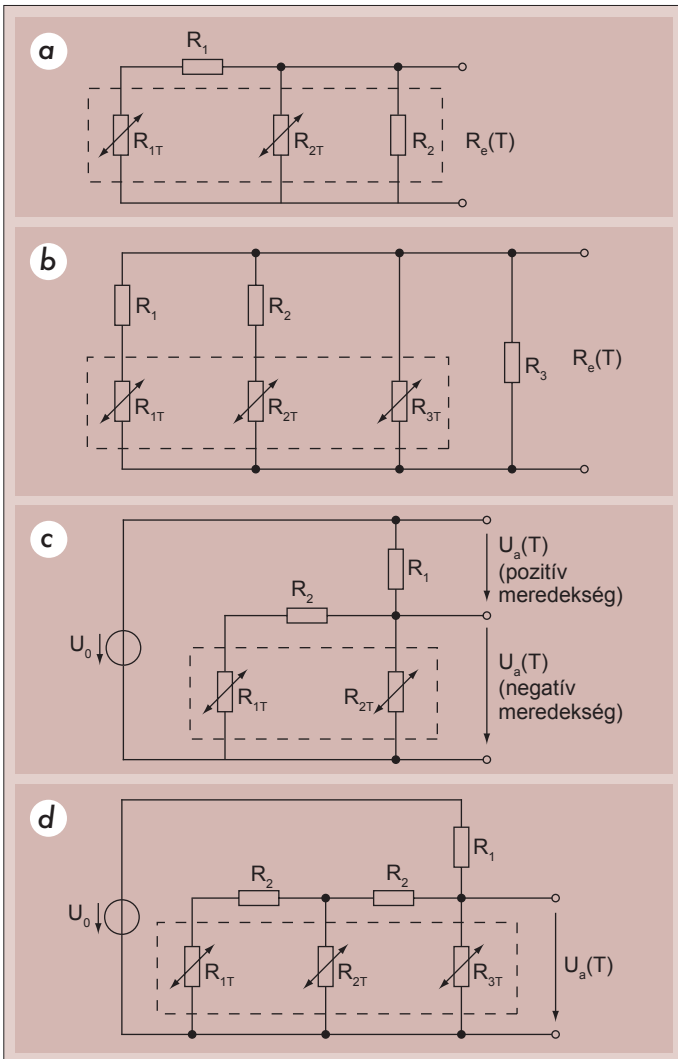 a
R₁
R₁T
R₂T
R₂
Rₑ(T)
b
R₁
R₂
R₃
Rₑ(T)
R₁T
R₂T
R₃T
c
Uₐ(T)
(pozitív
meredekség)
R₁
R₂
U₀
Uₐ(T)
(negatív
meredekség)
R₁T
R₂T
d
R₁
R₂
R₂
U₀
R₁T
R₂T
R₃T
Uₐ(T)